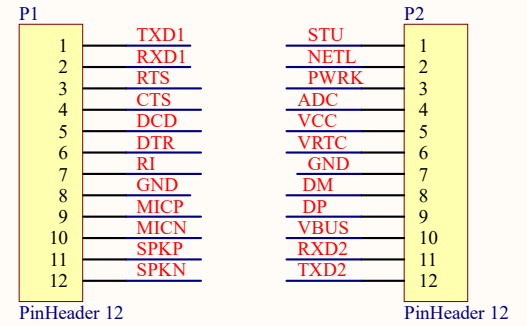 P1
P2
1 TXD1
2 RXD1
3 RTS
4 CTS
5 DCD
6 DTR
7 RI
8 GND
9 MICP
10 MICN
11 SPKP
12 SPKN
PinHeader 12
STU 1
NETL 2
PWRK 3
ADC 4
VCC 5
VRTC 6
GND 7
DM 8
DP 9
VBUS 10
RXD2 11
TXD2 12
PinHeader 12